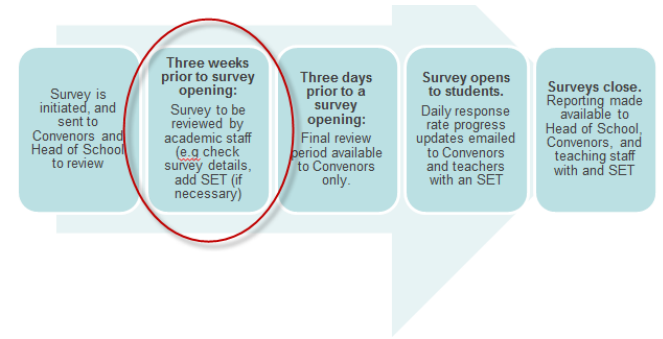 Survey is
initiated, and
sent to
Convenors and
Head of School
to review
Three weeks
prior to survey
opening:
Survey to be
reviewed by
academic staff
(e.g check
survey details,
add SET (if
necessary)
Three days
prior to a
survey
opening:
Final review
period available
to Convenors
only.
Survey opens
to students.
Daily response
rate progress
updates emailed
to Convenors
and teachers
with an SET
Surveys close.
Reporting made
available to
Head of School,
Convenors, and
teaching staff
with and SET